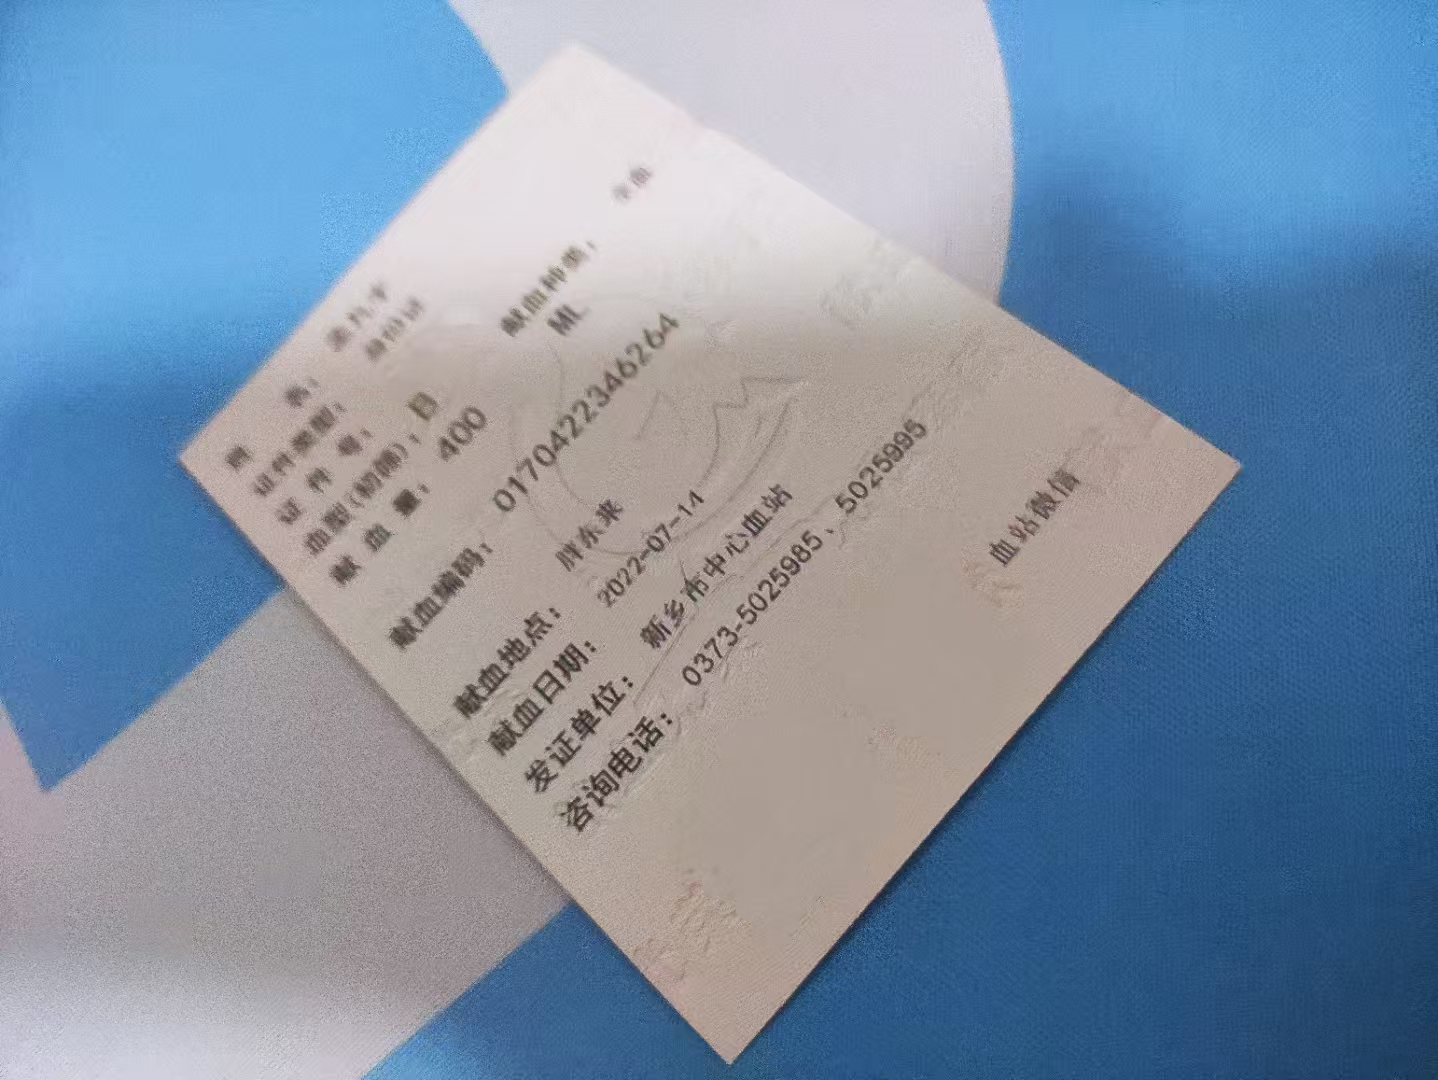 姓 名：
证件类型： 身份证
证 件 号：
血型(初筛)：B
献 血 量： 400 ML 献血种类： 全血
献血编码： 0170422346264
献血地点： 胖东来
献血日期： 2022-07-14
发证单位： 新乡市中心血站
咨询电话： 0373-5025985、5025995
血站微信